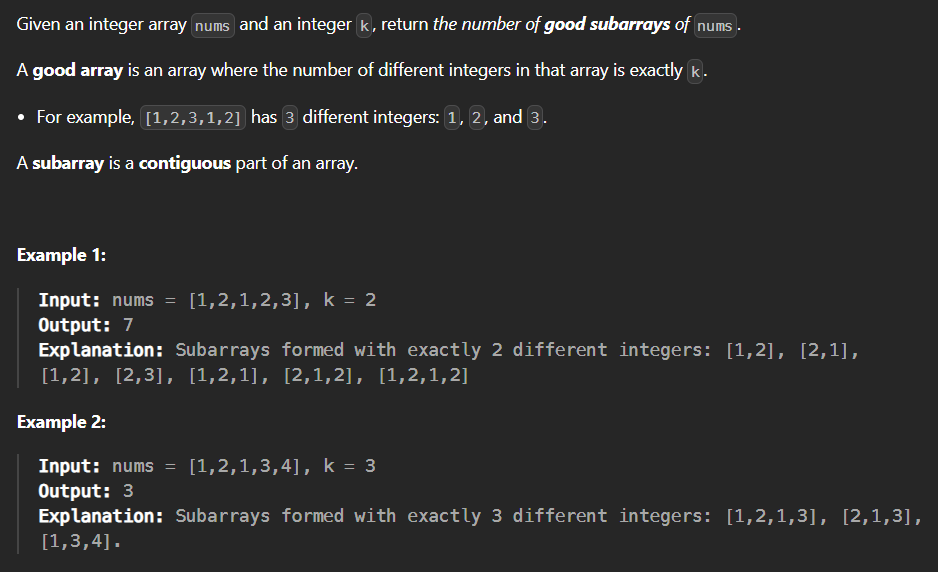 Given an integer array nums and an integer k, return the number of good subarrays of nums.
A good array is an array where the number of different integers in that array is exactly k.
• For example, [1,2,3,1,2] has 3 different integers: 1, 2, and 3.
A subarray is a contiguous part of an array.
Example 1:
Input: nums = [1,2,1,2,3], k = 2
Output: 7
Explanation: Subarrays formed with exactly 2 different integers: [1,2], [2,1],
[1,2], [2,3], [1,2,1], [2,1,2], [1,2,1,2]
Example 2:
Input: nums = [1,2,1,3,4], k = 3
Output: 3
Explanation: Subarrays formed with exactly 3 different integers: [1,2,1,3], [2,1,3],
[1,3,4].